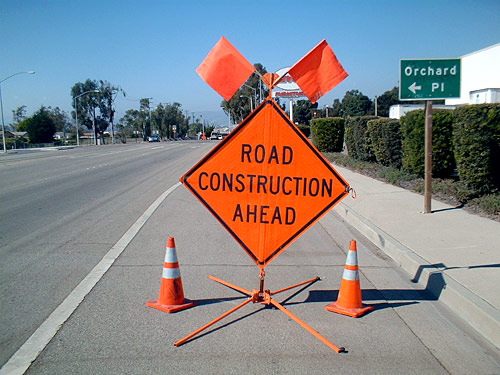 ROAD
CONSTRUCTION
AHEAD
Orchard
← Pl